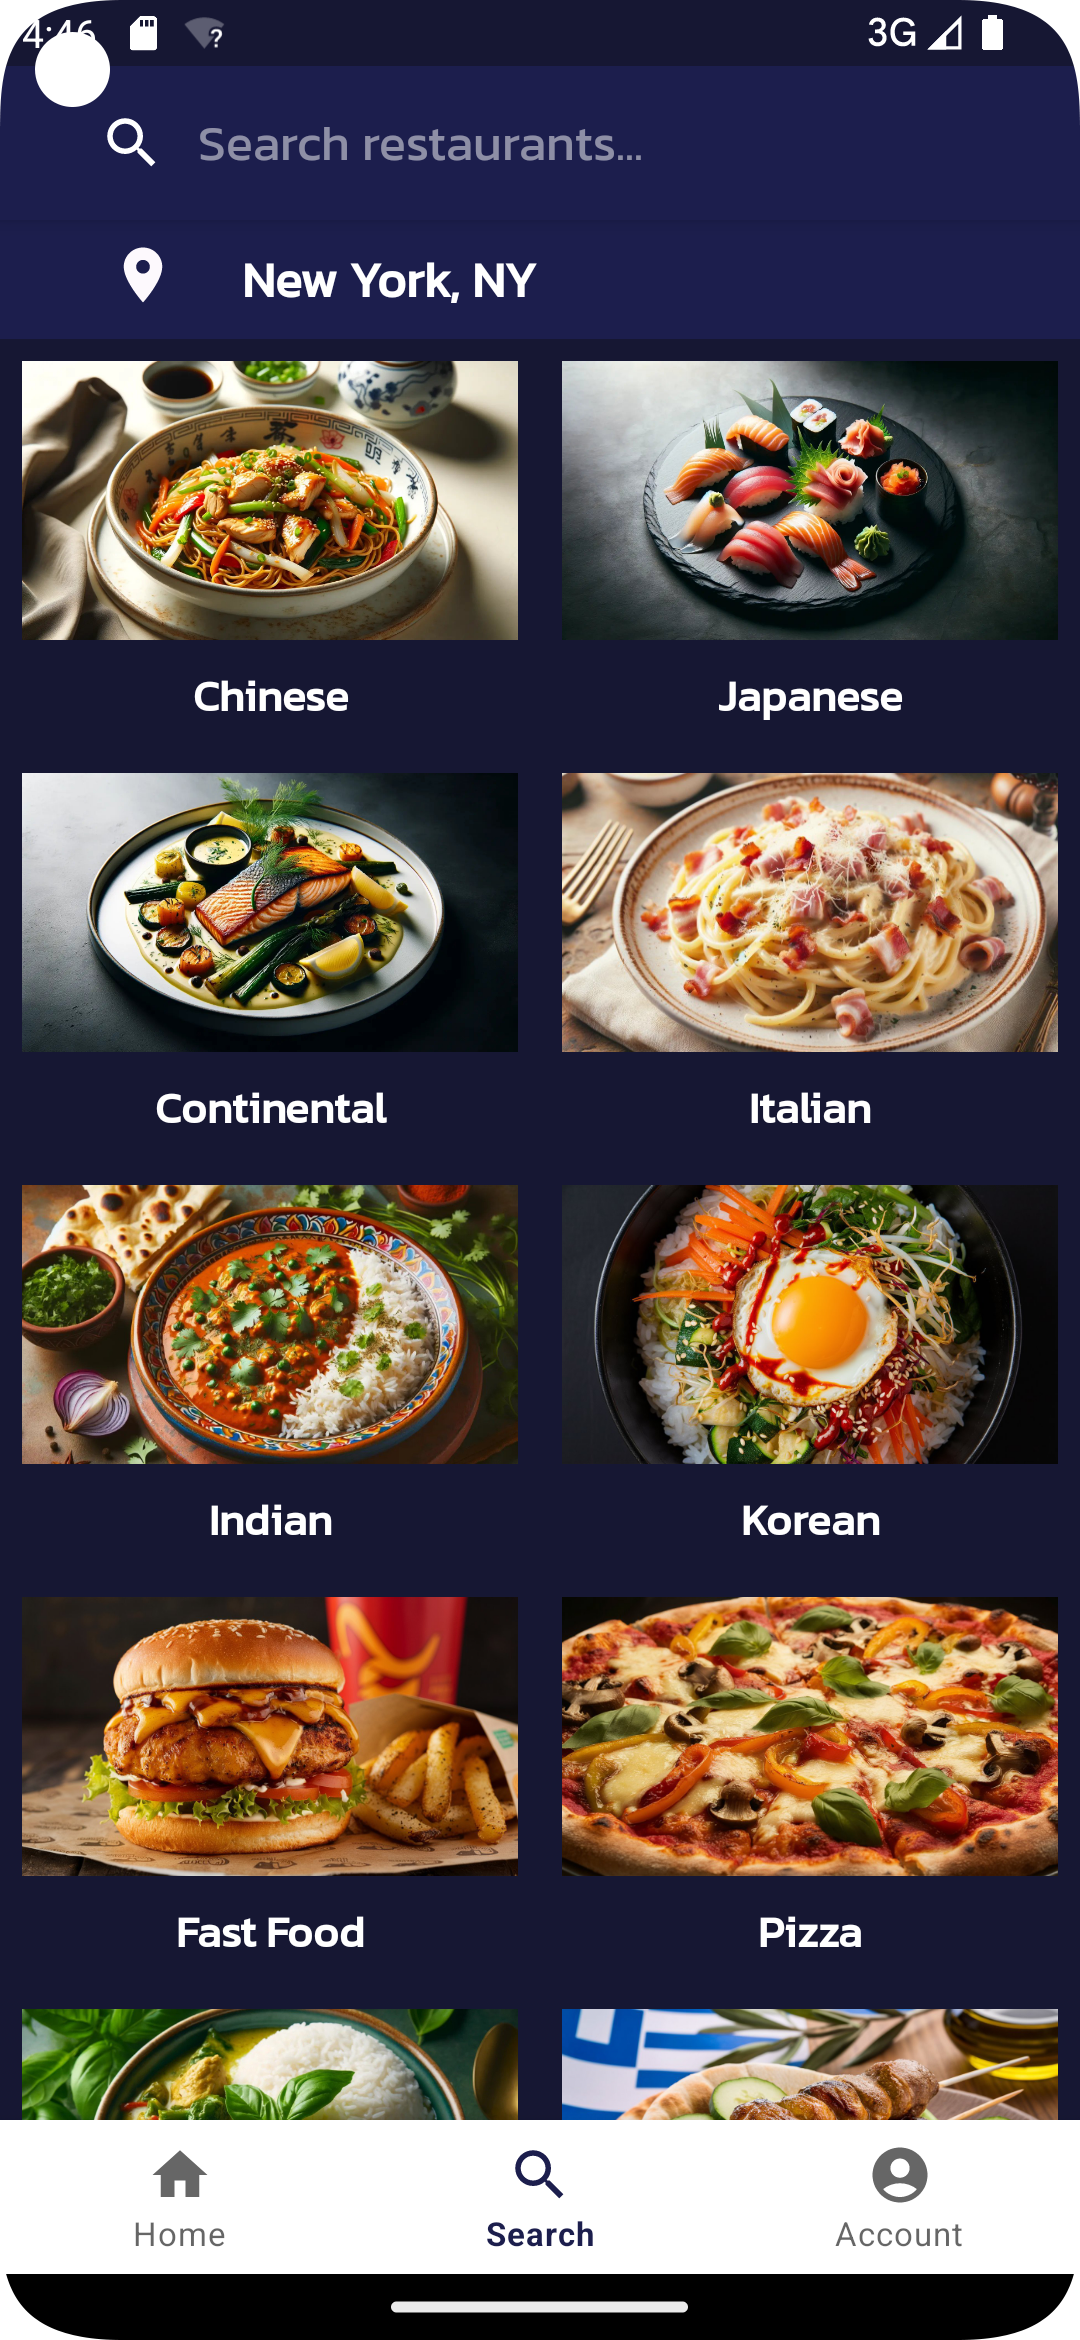 4:46
3G
Search restaurants...
New York, NY
Chinese
Japanese
Continental
Italian
Indian
Korean
Fast Food
Pizza
Home
Search
Account